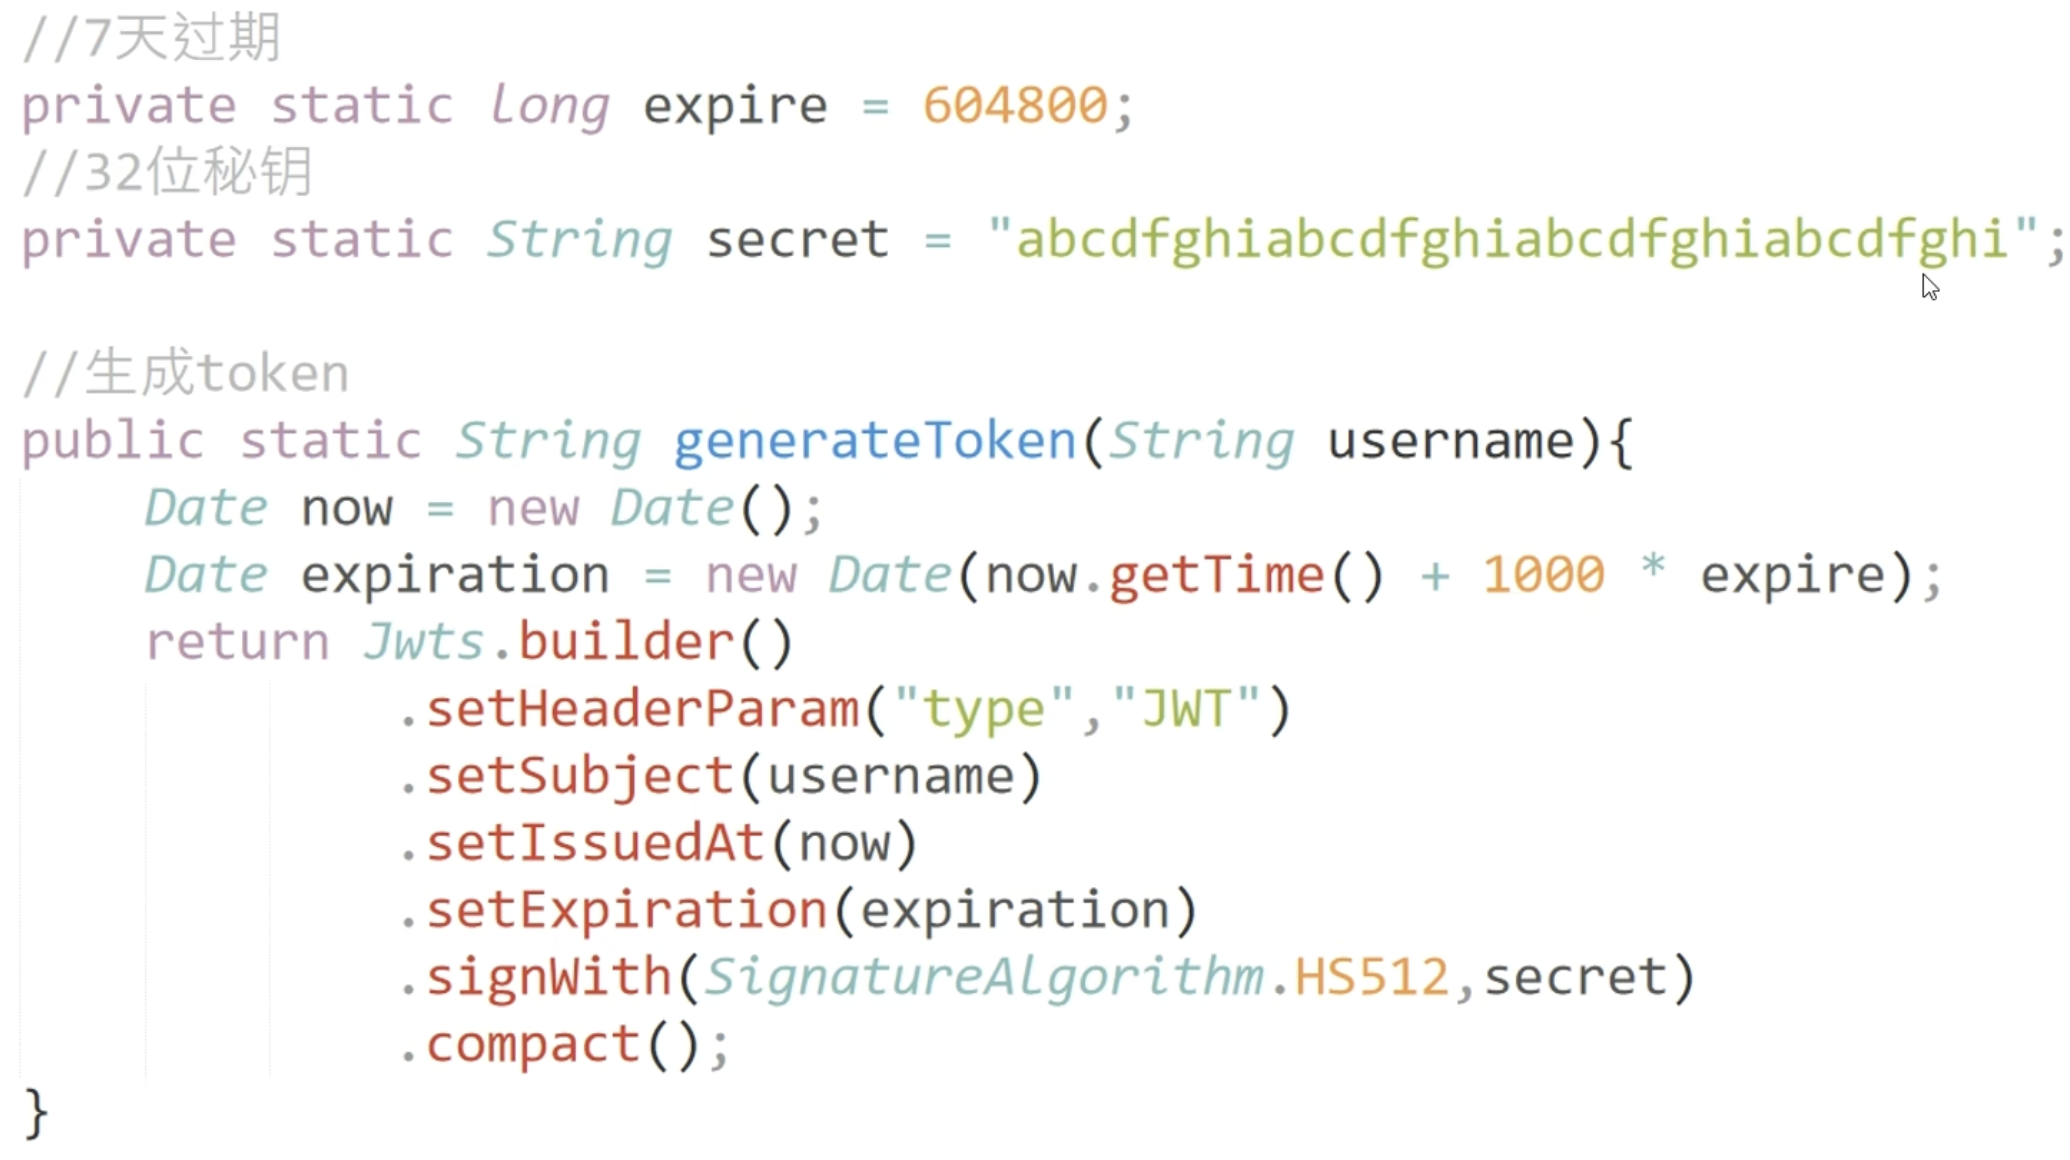 //7天过期
private static long expire = 604800;
//32位秘钥
private static String secret = "abcdfghiabcdfghiabcdfghiabcdfghi";
//生成token
public static String generateToken(String username){
    Date now = new Date();
    Date expiration = new Date(now.getTime() + 1000 * expire);
    return Jwts.builder()
            .setHeaderParam("type","JWT")
            .setSubject(username)
            .setIssuedAt(now)
            .setExpiration(expiration)
            .signWith(SignatureAlgorithm.HS512,secret)
            .compact();
}